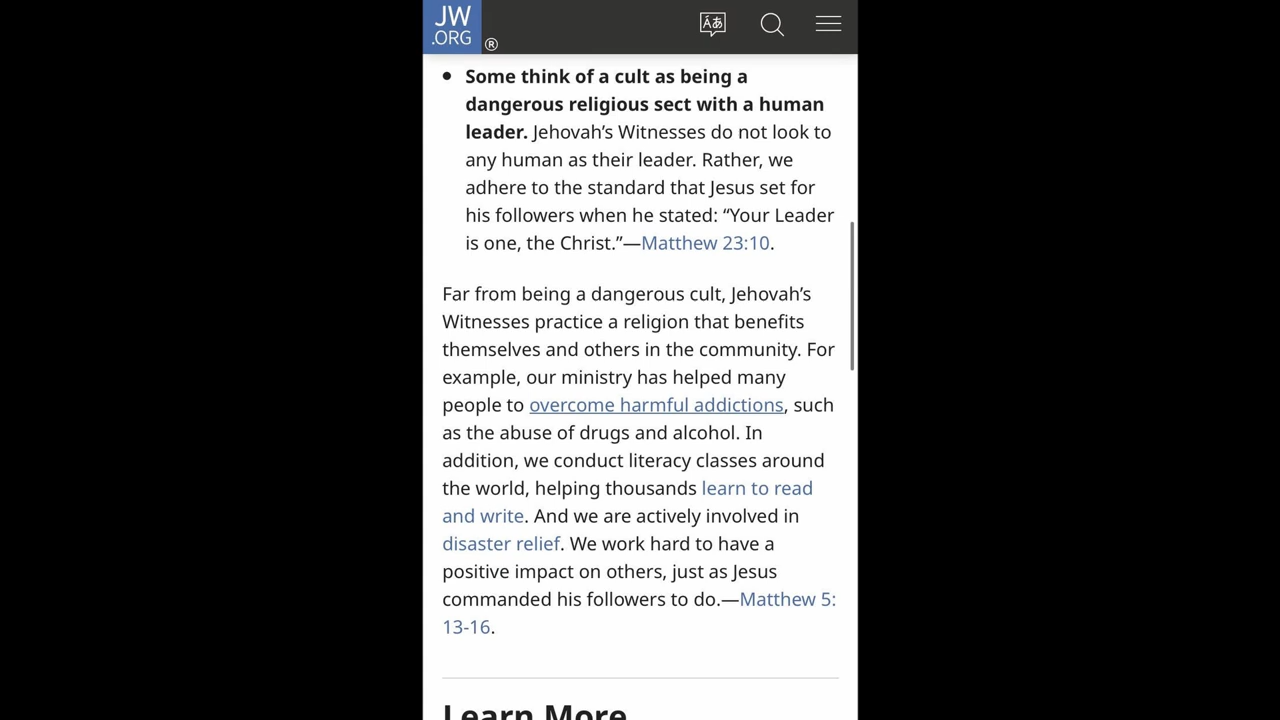 JW
.ORG
®
Áあ
• Some think of a cult as being a
dangerous religious sect with a human
leader. Jehovah’s Witnesses do not look to
any human as their leader. Rather, we
adhere to the standard that Jesus set for
his followers when he stated: “Your Leader
is one, the Christ.”—Matthew 23:10.
Far from being a dangerous cult, Jehovah’s
Witnesses practice a religion that benefits
themselves and others in the community. For
example, our ministry has helped many
people to overcome harmful addictions, such
as the abuse of drugs and alcohol. In
addition, we conduct literacy classes around
the world, helping thousands learn to read
and write. And we are actively involved in
disaster relief. We work hard to have a
positive impact on others, just as Jesus
commanded his followers to do.—Matthew 5:
13-16.
Learn More